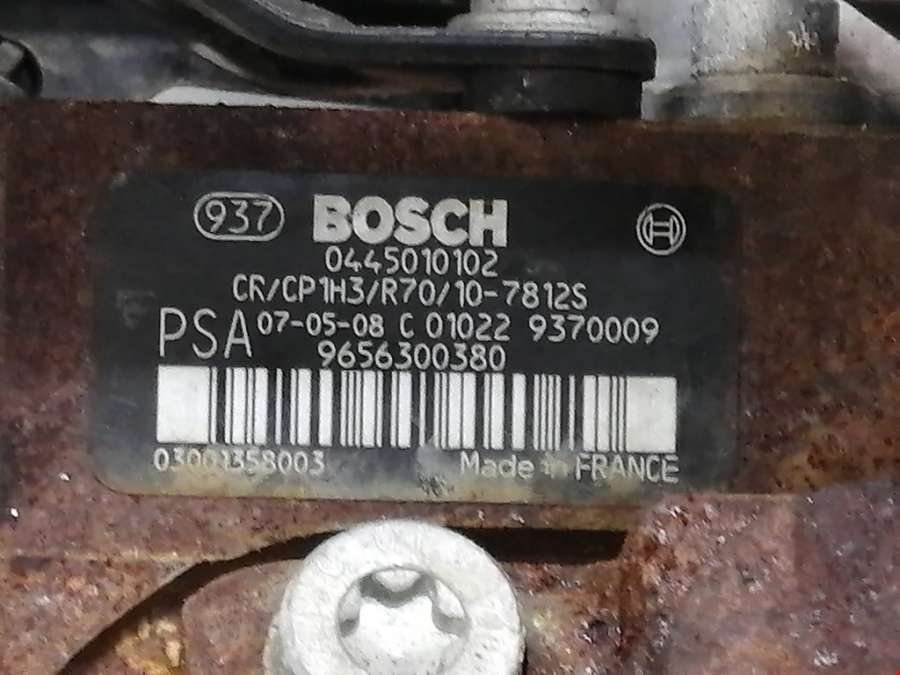 937 BOSCH
0445010102
CR/CP1H3/R70/10-7812S
PSA 07-05-08 C 01022 9370009
9656300380
03001358003 Made in FRANCE